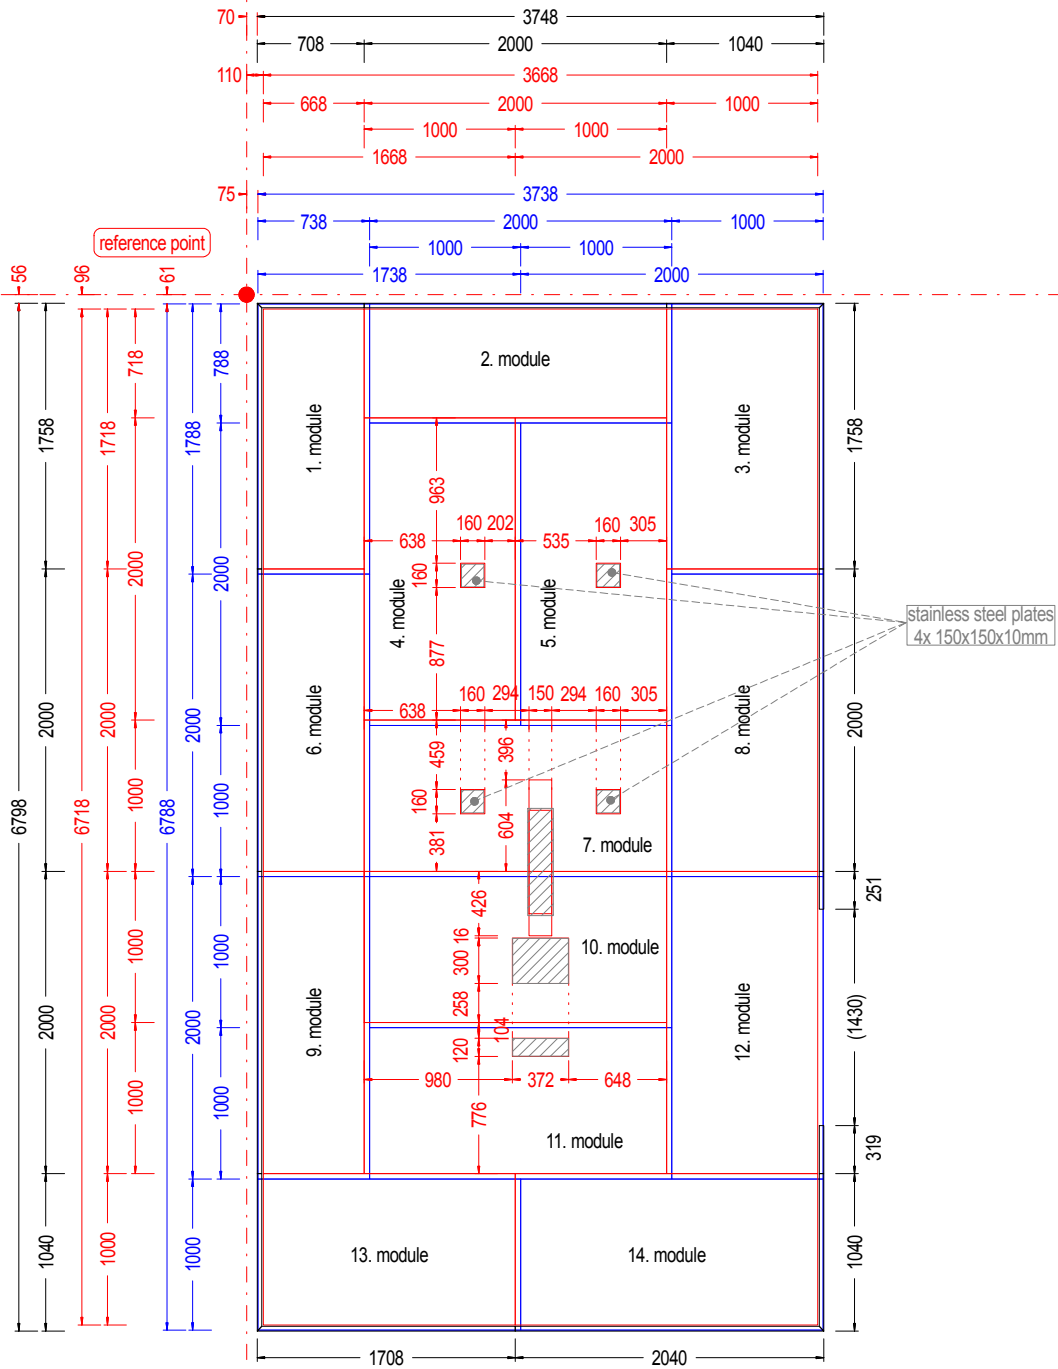 70
3748
708 2000 1040
110
3668
668 2000 1000
1000 1000
1668 2000
75
3738
738 2000 1000
reference point
1000 1000
1738 2000
56
96
61
718
788
2. module
1758
1718
1788
1. module
3. module
1758
963
160 202 160 305
638 535
2000
2000
160
4. module
5. module
stainless steel plates
4x 150x150x10mm
877
160 294 150 294 160 305
638
6. module
8. module
2000
2000
2000
2000
459
396
1000
1000
160
604
6798
6718
6788
381
7. module
251
426
16
10. module
300
1000
1000
258
104
(1430)
9. module
12. module
2000
2000
2000
120
980 372 648
1000
1000
776
11. module
319
13. module
14. module
1040
1000
1000
1040
1708 2040